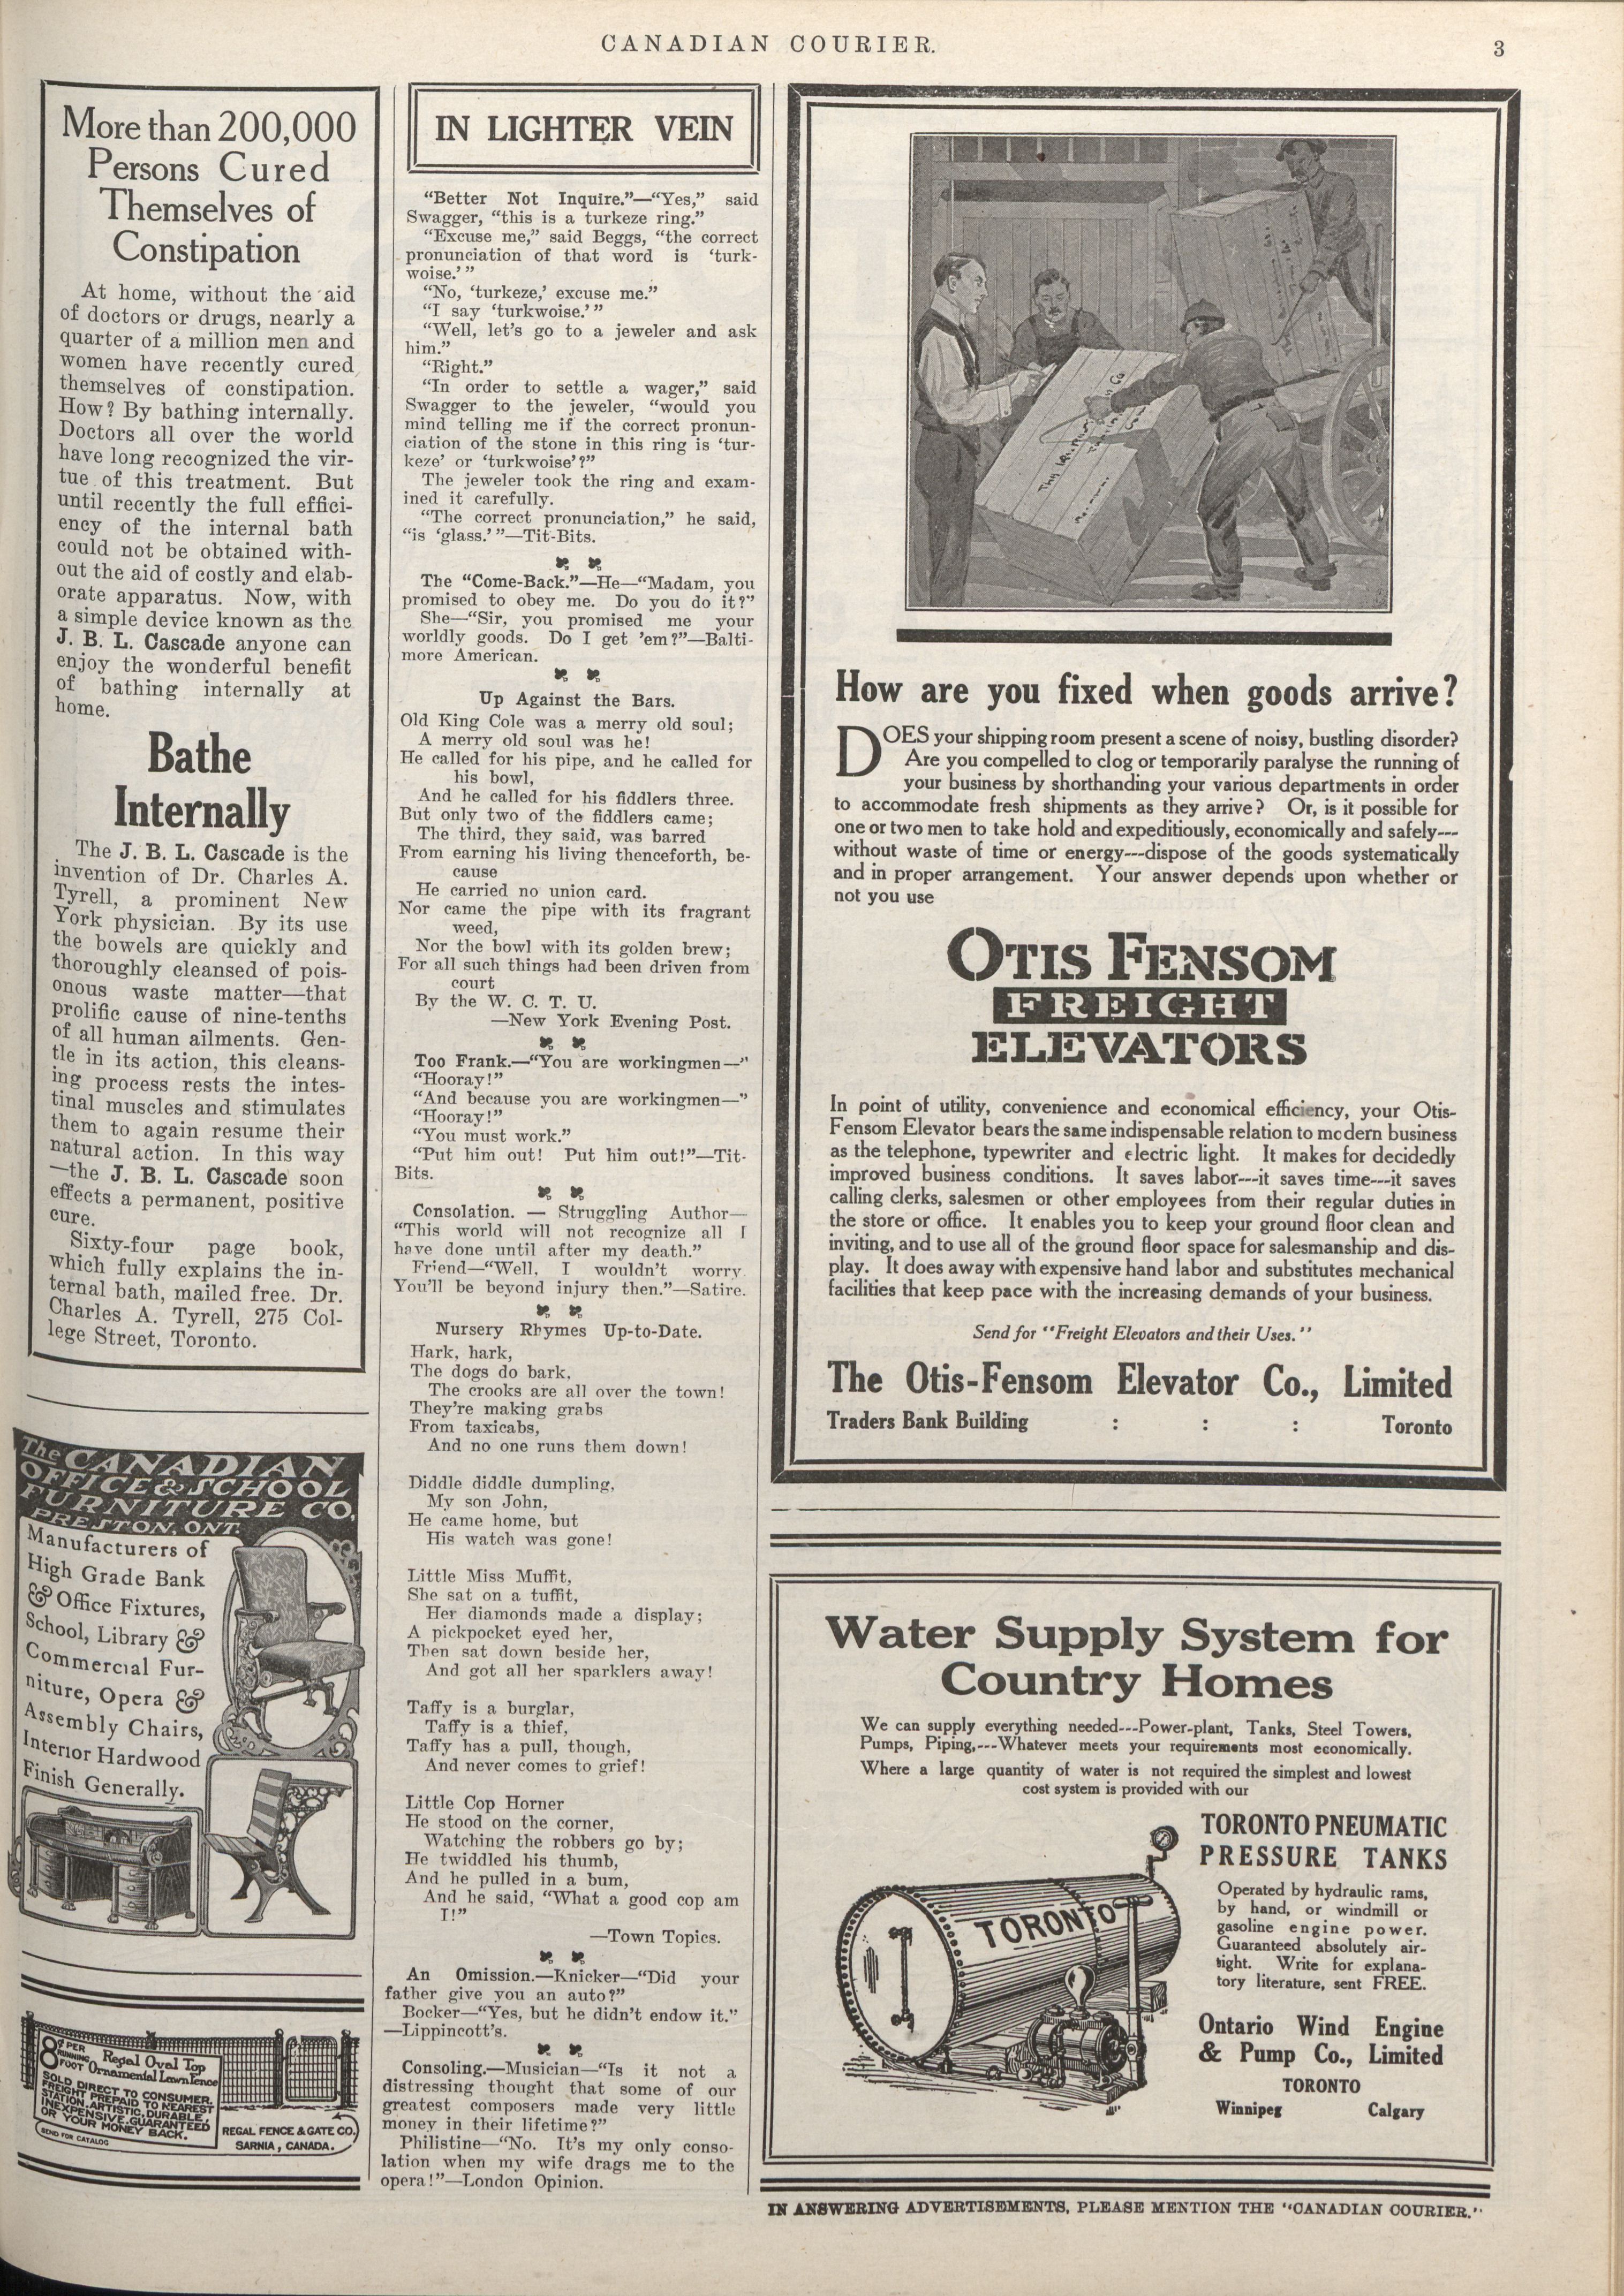 CANADIAN COURIER.
3
More than 200,000
Persons Cured
Themselves of
Constipation
At home, without the aid
of doctors or drugs, nearly a
quarter of a million men and
women have recently cured
themselves of constipation.
How? By bathing internally.
Doctors all over the world
have long recognized the vir-
tue of this treatment. But
until recently the full effici-
ency of the internal bath
could not be obtained with-
out the aid of costly and elab-
orate apparatus. Now, with
a simple device known as the
J. B. L. Cascade anyone can
enjoy the wonderful benefit
of bathing internally at
home.
Bathe
Internally
The J. B. L. Cascade is the
invention of Dr. Charles A.
Tyrell, a prominent New
York physician. By its use
the bowels are quickly and
thoroughly cleansed of pois-
onous waste matter—that
prolific cause of nine-tenths
of all human ailments. Gen-
tle in its action, this cleans-
ing process rests the intes-
tinal muscles and stimulates
them to again resume their
natural action. In this way
—the J. B. L. Cascade soon
effects a permanent, positive
cure.
Sixty-four page book,
which fully explains the in-
ternal bath, mailed free. Dr.
Charles A. Tyrell, 275 Col-
lege Street, Toronto.
The CANADIAN
OFFICE & SCHOOL
FURNITURE CO.
PRESTON, ONT.
Manufacturers of
High Grade Bank
& Office Fixtures,
School, Library &
Commercial Fur-
niture, Opera &
Assembly Chairs,
Interior Hardwood
Finish Generally.
8¢ PER
RUNNING
FOOT
Regal Oval Top
Ornamental Lawn Fence
SOLD DIRECT TO CONSUMER.
FREIGHT PREPAID TO NEAREST
STATION. ARTISTIC, DURABLE,
INEXPENSIVE. GUARANTEED
OR YOUR MONEY BACK.
SEND FOR CATALOG
REGAL FENCE & GATE CO.
SARNIA, CANADA.
IN LIGHTER VEIN
"Better Not Inquire."—"Yes," said
Swagger, "this is a turkeze ring."
"Excuse me," said Beggs, "the correct
pronunciation of that word is 'turk-
woise.'"
"No, 'turkeze,' excuse me."
"I say 'turkwoise.'"
"Well, let's go to a jeweler and ask
him."
"Right."
"In order to settle a wager," said
Swagger to the jeweler, "would you
mind telling me if the correct pronun-
ciation of the stone in this ring is 'tur-
keze' or 'turkwoise'?"
The jeweler took the ring and exam-
ined it carefully.
"The correct pronunciation," he said,
"is 'glass.'"—Tit-Bits.
The "Come-Back."—He—"Madam, you
promised to obey me. Do you do it?"
She—"Sir, you promised me your
worldly goods. Do I get 'em?"—Balti-
more American.
Up Against the Bars.
Old King Cole was a merry old soul;
A merry old soul was he!
He called for his pipe, and he called for
his bowl,
And he called for his fiddlers three.
But only two of the fiddlers came;
The third, they said, was barred
From earning his living thenceforth, be-
cause
He carried no union card.
Nor came the pipe with its fragrant
weed,
Nor the bowl with its golden brew;
For all such things had been driven from
court
By the W. C. T. U.
—New York Evening Post.
Too Frank.—"You are workingmen—"
"Hooray!"
"And because you are workingmen—"
"Hooray!"
"You must work."
"Put him out! Put him out!"—Tit-
Bits.
Consolation. — Struggling Author—
"This world will not recognize all I
have done until after my death."
Friend—"Well, I wouldn't worry.
You'll be beyond injury then."—Satire.
Nursery Rhymes Up-to-Date.
Hark, hark,
The dogs do bark,
The crooks are all over the town!
They're making grabs
From taxicabs,
And no one runs them down!
Diddle diddle dumpling,
My son John,
He came home, but
His watch was gone!
Little Miss Muffit,
She sat on a tuffit,
Her diamonds made a display;
A pickpocket eyed her,
Then sat down beside her,
And got all her sparklers away!
Taffy is a burglar,
Taffy is a thief,
Taffy has a pull, though,
And never comes to grief!
Little Cop Horner
He stood on the corner,
Watching the robbers go by;
He twiddled his thumb,
And he pulled in a bum,
And he said, "What a good cop am
I!"
—Town Topics.
An Omission.—Knicker—"Did your
father give you an auto?"
Bocker—"Yes, but he didn't endow it."
—Lippincott's.
Consoling.—Musician—"Is it not a
distressing thought that some of our
greatest composers made very little
money in their lifetime?"
Philistine—"No. It's my only conso-
lation when my wife drags me to the
opera!"—London Opinion.
How are you fixed when goods arrive?
DOES your shipping room present a scene of noisy, bustling disorder?
Are you compelled to clog or temporarily paralyse the running of
your business by shorthanding your various departments in order
to accommodate fresh shipments as they arrive? Or, is it possible for
one or two men to take hold and expeditiously, economically and safely---
without waste of time or energy---dispose of the goods systematically
and in proper arrangement. Your answer depends upon whether or
not you use
OTIS FENSOM
FREIGHT
ELEVATORS
In point of utility, convenience and economical efficiency, your Otis-
Fensom Elevator bears the same indispensable relation to modern business
as the telephone, typewriter and electric light. It makes for decidedly
improved business conditions. It saves labor---it saves time---it saves
calling clerks, salesmen or other employees from their regular duties in
the store or office. It enables you to keep your ground floor clean and
inviting, and to use all of the ground floor space for salesmanship and dis-
play. It does away with expensive hand labor and substitutes mechanical
facilities that keep pace with the increasing demands of your business.
Send for "Freight Elevators and their Uses."
The Otis-Fensom Elevator Co., Limited
Traders Bank Building : : : Toronto
Water Supply System for
Country Homes
We can supply everything needed---Power-plant, Tanks, Steel Towers,
Pumps, Piping,---Whatever meets your requirements most economically.
Where a large quantity of water is not required the simplest and lowest
cost system is provided with our
TORONTO PNEUMATIC
PRESSURE TANKS
TORONTO
Operated by hydraulic rams,
by hand, or windmill or
gasoline engine power.
Guaranteed absolutely air-
tight. Write for explana-
tory literature, sent FREE.
Ontario Wind Engine
& Pump Co., Limited
TORONTO
Winnipeg Calgary
IN ANSWERING ADVERTISEMENTS, PLEASE MENTION THE "CANADIAN COURIER."